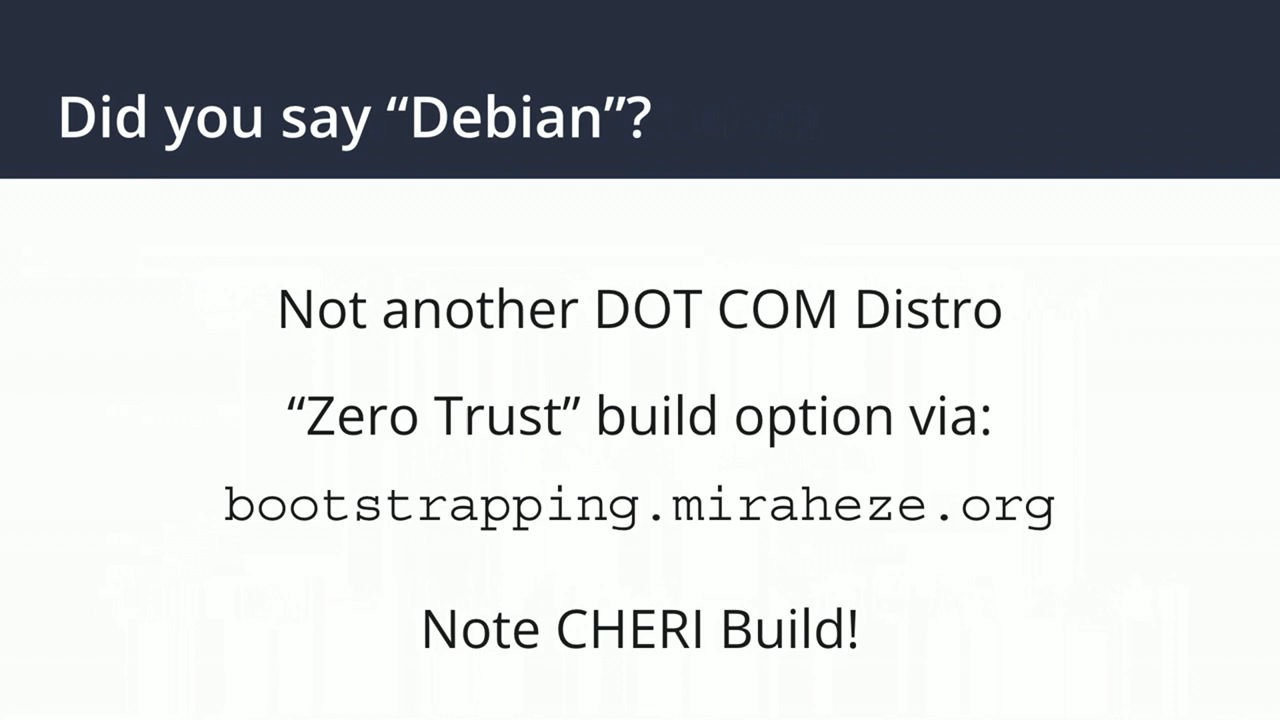 Did you say “Debian”?
Not another DOT COM Distro
“Zero Trust” build option via:
bootstrapping.miraheze.org
Note CHERI Build!